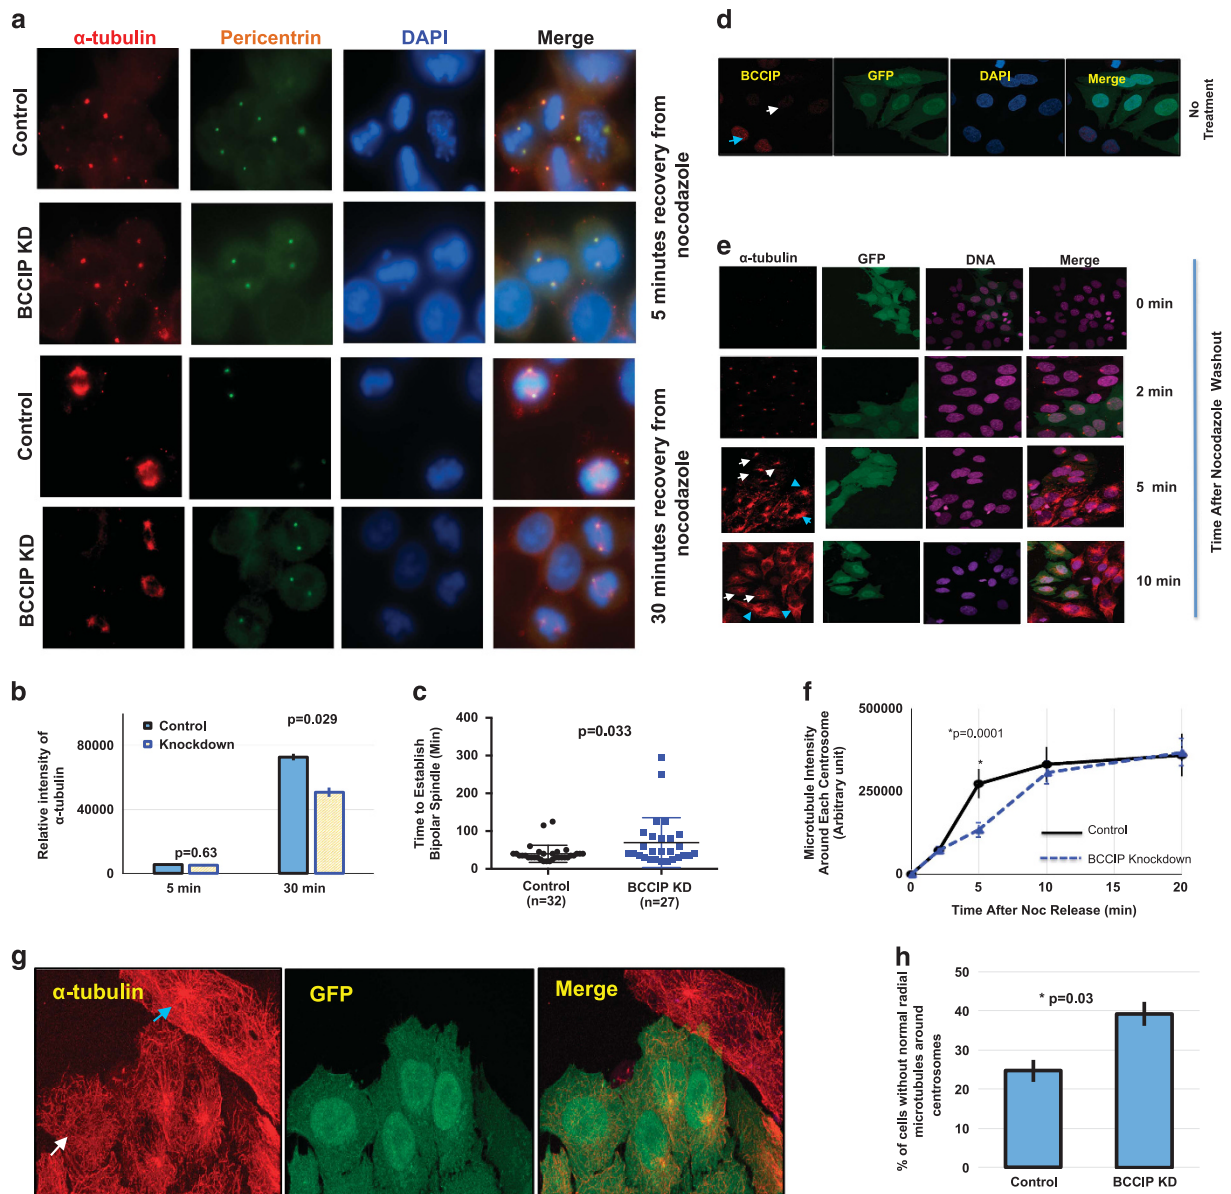 a
α-tubulin
Pericentrin
DAPI
Merge
Control
BCCIP KD
Control
BCCIP KD
5 minutes recovery from
nocodazole
30 minutes recovery from
nocodazole
b
Relative intensity of
α-tubulin
80000
40000
0
Control
Knockdown
p=0.029
p=0.63
5 min
30 min
c
Time to Establish
Bipolar Spindle (Min)
400
300
200
100
0
p=0.033
Control
(n=32)
BCCIP KD
(n=27)
d
BCCIP
GFP
DAPI
Merge
No
Treatment
e
α-tubulin
GFP
DNA
Merge
0 min
2 min
5 min
10 min
Time After Nocodazole Washout
f
Microtubule Intensity
Around Each Centrosome
(Arbitrary unit)
500000
250000
0
*p=0.0001
*
Control
BCCIP Knockdown
0
5
10
15
20
Time After Noc Release (min)
g
α-tubulin
GFP
Merge
h
% of cells without normal radial
microtubules around
centrosomes
50
40
30
20
10
0
* p=0.03
Control
BCCIP KD